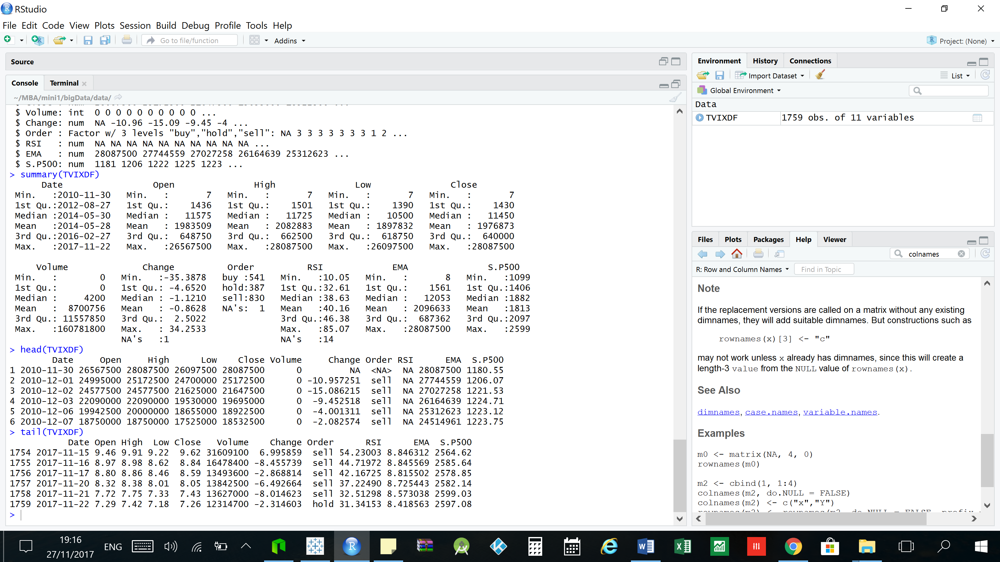 RStudio
File Edit Code View Plots Session Build Debug Profile Tools Help
Go to file/function
Addins
Project: (None)
Source
Console Terminal
~/MBA/mini1/bigData/data/
$ Volume: int 0 0 0 0 0 0 0 0 0 0 ...
$ Change: num NA -10.96 -15.09 -9.45 -4 ...
$ Order : Factor w/ 3 levels "buy","hold","sell": NA 3 3 3 3 3 3 3 1 2 ...
$ RSI : num NA NA NA NA NA NA NA NA NA NA ...
$ EMA : num 28087500 27744559 27027258 26164639 25312623 ...
$ S.P500: num 1181 1206 1222 1225 1223 ...
> summary(TVIXDF)
Date Open High Low Close
Min. :2010-11-30 Min. : 7 Min. : 7 Min. : 7 Min. : 7
1st Qu.:2012-08-27 1st Qu.: 1436 1st Qu.: 1501 1st Qu.: 1390 1st Qu.: 1430
Median :2014-05-30 Median : 11575 Median : 11725 Median : 10500 Median : 11450
Mean :2014-05-28 Mean : 1983509 Mean : 2082883 Mean : 1897832 Mean : 1976873
3rd Qu.:2016-02-27 3rd Qu.: 648750 3rd Qu.: 662500 3rd Qu.: 618750 3rd Qu.: 640000
Max. :2017-11-22 Max. :26567500 Max. :28087500 Max. :26097500 Max. :28087500
Volume Change Order RSI EMA S.P500
Min. : 0 Min. :-35.3878 buy :541 Min. :10.05 Min. : 8 Min. :1099
1st Qu.: 0 1st Qu.: -4.6520 hold:387 1st Qu.:32.61 1st Qu.: 1561 1st Qu.:1406
Median : 4200 Median : -1.1210 sell:830 Median :38.63 Median : 12053 Median :1882
Mean : 8700756 Mean : -0.8628 NA's: 1 Mean :40.16 Mean : 2096633 Mean :1813
3rd Qu.: 11557850 3rd Qu.: 2.5022 3rd Qu.:46.38 3rd Qu.: 687362 3rd Qu.:2097
Max. :160781800 Max. : 34.2533 Max. :85.07 Max. :28087500 Max. :2599
NA's :1 NA's :14
> head(TVIXDF)
Date Open High Low Close Volume Change Order RSI EMA S.P500
1 2010-11-30 26567500 28087500 26097500 28087500 0 NA <NA> NA 28087500 1180.55
2 2010-12-01 24995000 25172500 24700000 25172500 0 -10.957251 sell NA 27744559 1206.07
3 2010-12-02 24577500 24577500 21625000 21647500 0 -15.086215 sell NA 27027258 1221.53
4 2010-12-03 22090000 22090000 19530000 19695000 0 -9.452518 sell NA 26164639 1224.71
5 2010-12-06 19942500 20000000 18655000 18922500 0 -4.001311 sell NA 25312623 1223.12
6 2010-12-07 18750000 18750000 17525000 18532500 0 -2.082574 sell NA 24514961 1223.75
> tail(TVIXDF)
Date Open High Low Close Volume Change Order RSI EMA S.P500
1754 2017-11-15 9.46 9.91 9.22 9.62 31609100 6.995859 sell 54.23003 8.846312 2564.62
1755 2017-11-16 8.97 8.98 8.62 8.84 16478400 -8.455739 sell 44.71972 8.845569 2585.64
1756 2017-11-17 8.80 8.86 8.46 8.59 13493600 -2.868814 sell 42.16725 8.815502 2578.85
1757 2017-11-20 8.32 8.38 8.01 8.05 13842500 -6.492664 sell 37.22490 8.725443 2582.14
1758 2017-11-21 7.72 7.75 7.33 7.43 13627000 -8.014623 sell 32.51298 8.573038 2599.03
1759 2017-11-22 7.29 7.42 7.18 7.26 12314700 -2.314603 hold 31.34153 8.418563 2597.08
>
Environment History Connections
Import Dataset
List
Global Environment
Data
TVIXDF 1759 obs. of 11 variables
Files Plots Packages Help Viewer
colnames
R: Row and Column Names
Find in Topic
Note
If the replacement versions are called on a matrix without any existing
dimnames, they will add suitable dimnames. But constructions such as
rownames(x)[3] <- "c"
may not work unless x already has dimnames, since this will create a
length-3 value from the NULL value of rownames(x).
See Also
dimnames, case.names, variable.names.
Examples
m0 <- matrix(NA, 4, 0)
rownames(m0)
m2 <- cbind(1, 1:4)
colnames(m2, do.NULL = FALSE)
colnames(m2) <- c("x","Y")
19:16
27/11/2017
ENG